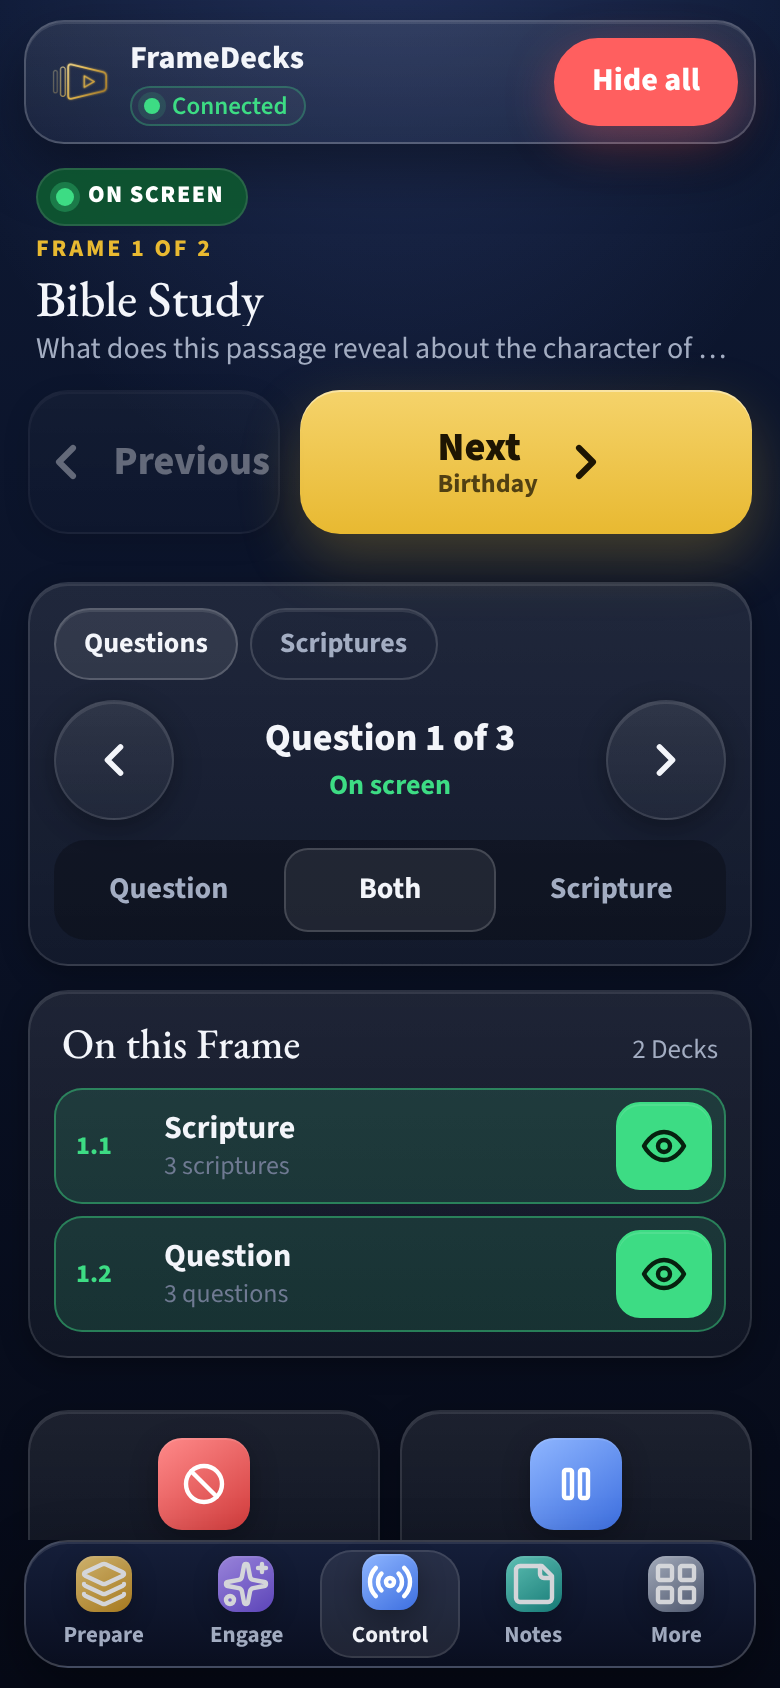 FrameDecks
Connected
Hide all
ON SCREEN
FRAME 1 OF 2
Bible Study
What does this passage reveal about the character of ...
Previous
Next
Birthday
Questions
Scriptures
Question 1 of 3
On screen
Question
Both
Scripture
On this Frame
2 Decks
1.1
Scripture
3 scriptures
1.2
Question
3 questions
Prepare
Engage
Control
Notes
More